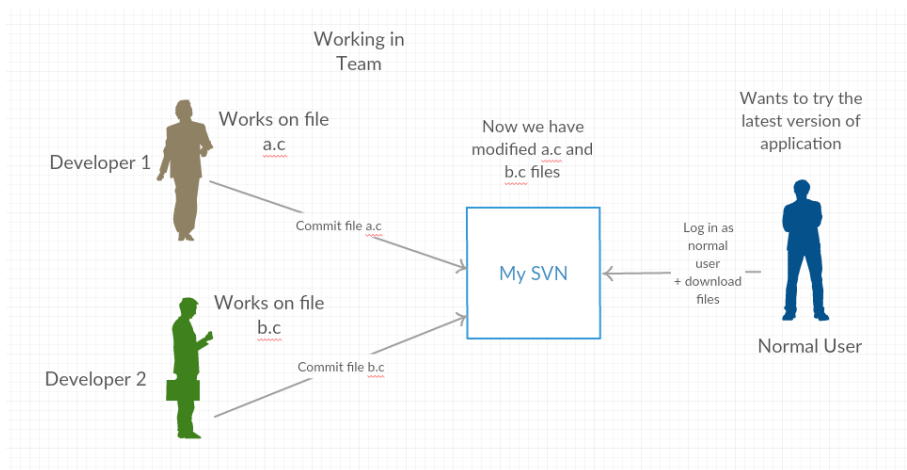 Working in
Team
Works on file
a.c
Developer 1
Commit file a.c
Works on file
b.c
Developer 2
Commit file b.c
Now we have
modified a.c and
b.c files
My SVN
Wants to try the
latest version of
application
Log in as
normal
user
+ download
files
Normal User